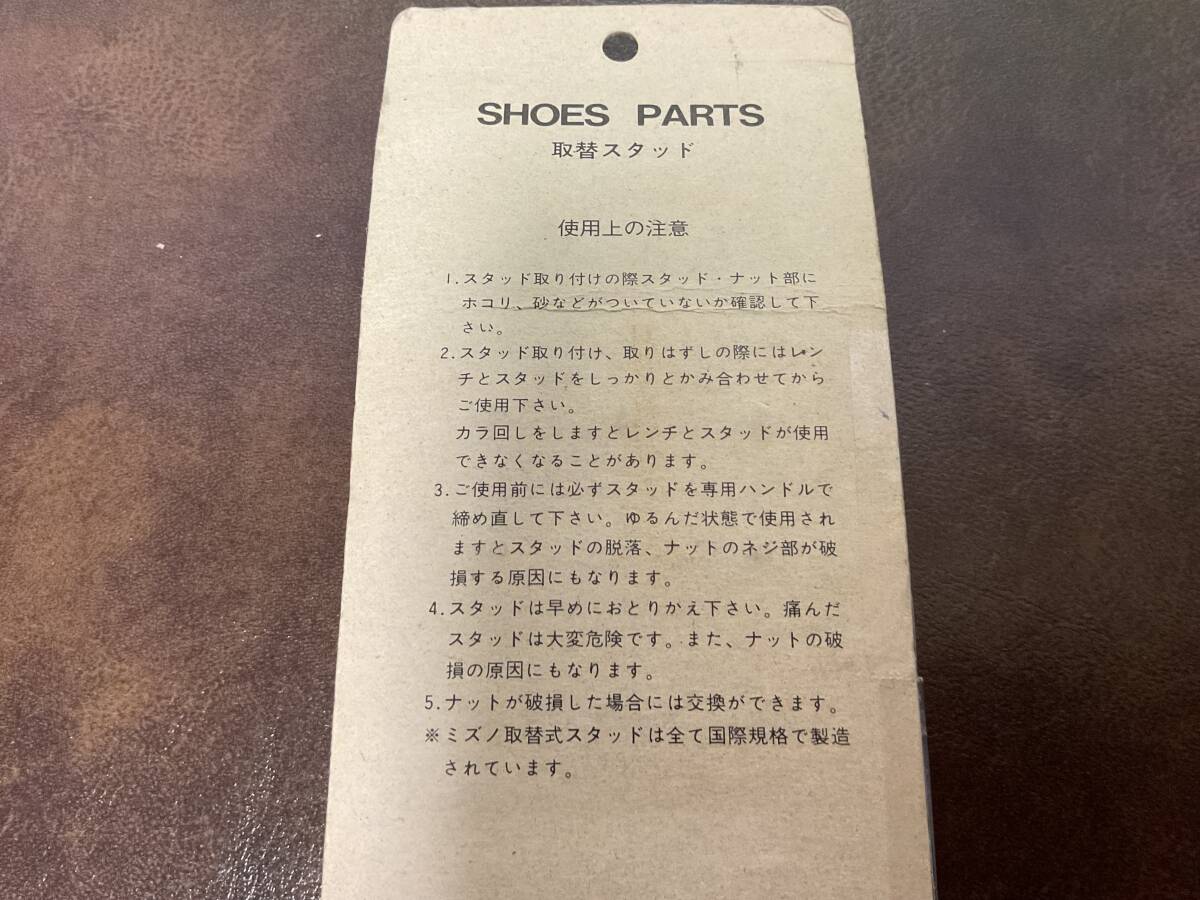 SHOES PARTS
取替スタッド
使用上の注意
1.スタッド取り付けの際スタッド・ナット部に
ホコリ、砂などがついていないか確認して下
さい。
2.スタッド取り付け、取りはずしの際にはレン
チとスタッドをしっかりとかみ合わせてから
ご使用下さい。
カラ回しをしますとレンチとスタッドが使用
できなくなることがあります。
3.ご使用前には必ずスタッドを専用ハンドルで
締め直して下さい。ゆるんだ状態で使用され
ますとスタッドの脱落、ナットのネジ部が破
損する原因にもなります。
4.スタッドは早めにおとりかえ下さい。痛んだ
スタッドは大変危険です。また、ナットの破
損の原因にもなります。
5.ナットが破損した場合には交換ができます。
※ミズノ取替式スタッドは全て国際規格で製造
されています。